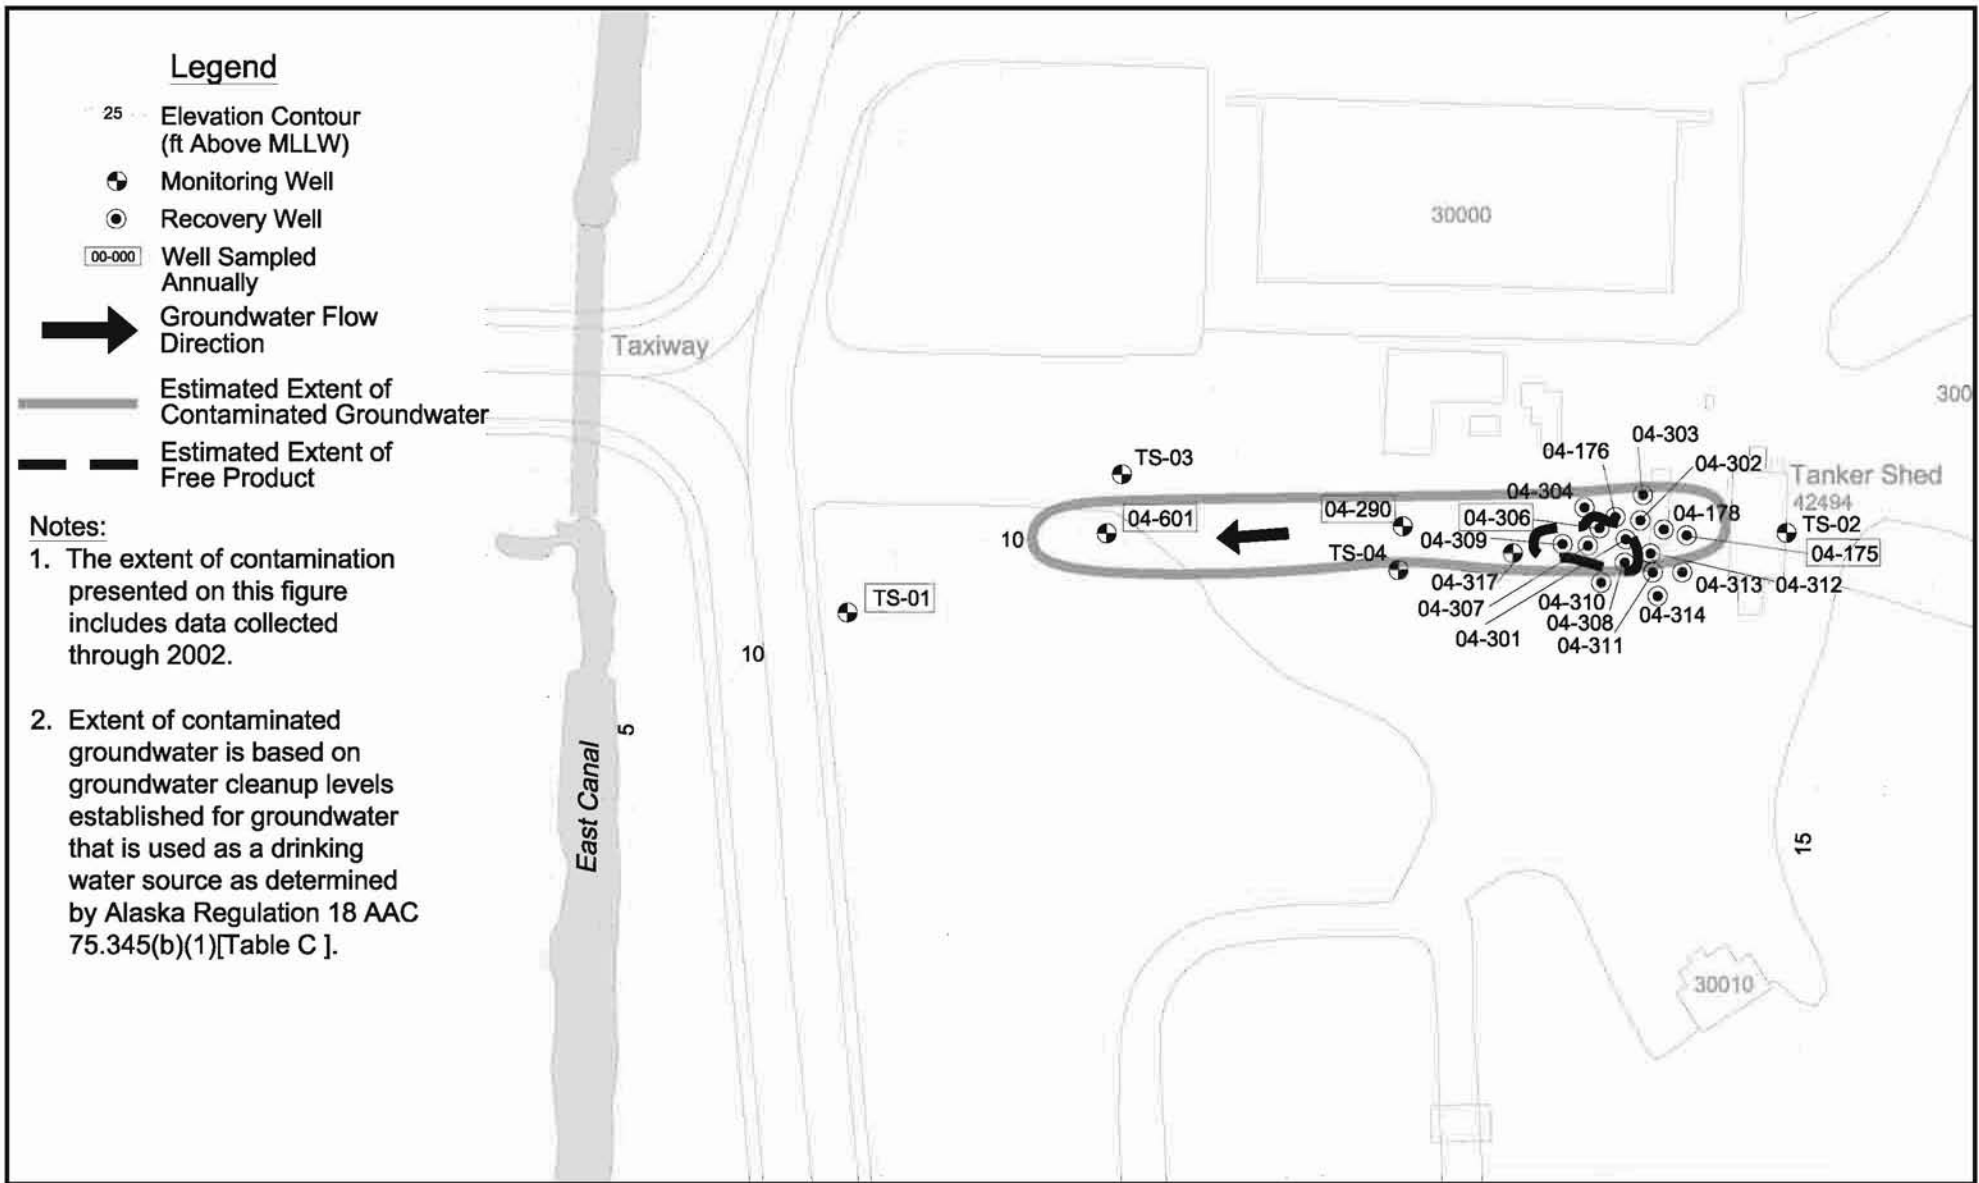 Legend
25
Elevation Contour
(ft Above MLLW)
Monitoring Well
Recovery Well
00-000
Well Sampled
Annually
Groundwater Flow
Direction
Estimated Extent of
Contaminated Groundwater
Estimated Extent of
Free Product
Notes:
1. The extent of contamination
presented on this figure
includes data collected
through 2002.
2. Extent of contaminated
groundwater is based on
groundwater cleanup levels
established for groundwater
that is used as a drinking
water source as determined
by Alaska Regulation 18 AAC
75.345(b)(1)[Table C ].
Taxiway
East Canal
5
10
10
15
30000
300
30010
Tanker Shed
42494
TS-03
04-601
TS-01
04-290
TS-04
04-176
04-303
04-302
04-304
04-306
04-178
04-309
TS-02
04-175
04-317
04-307
04-301
04-310
04-308
04-311
04-313
04-312
04-314